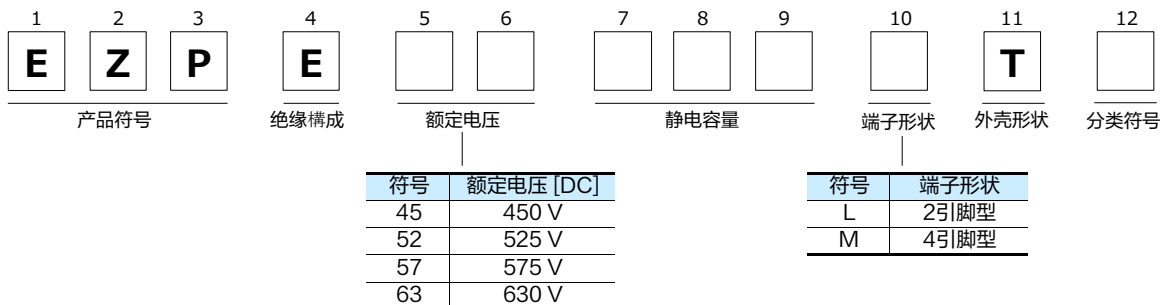 1 2 3 4 5 6 7 8 9 10 11 12
E Z P E T
产品符号 绝缘構成 额定电压 静电容量 端子形状 外壳形状 分类符号
符号 额定电压 [DC]
45 450 V
52 525 V
57 575 V
63 630 V
符号 端子形状
L 2引脚型
M 4引脚型